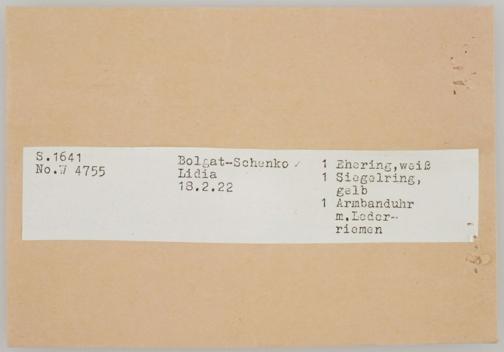 S.1641
No.W 4755
Bolgat-Schenko ✓
Lidia
18.2.22
1 Ehering,weiß
1 Siegelring,
gelb
1 Armbanduhr
m.Leder-
riemen